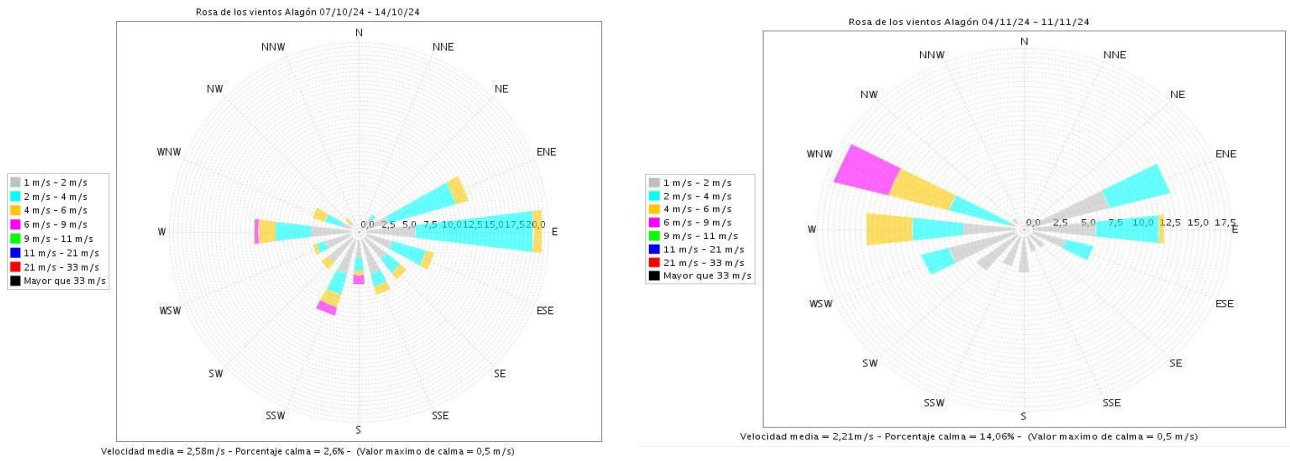 Rosa de los vientos Alagón 07/10/24 - 14/10/24
N
NNE
NE
ENE
E
ESE
SE
SSE
S
SSW
SW
WSW
W
WNW
NW
NNW
0,0 2,5 5,0 7,5 10,0 12,5 15,0 17,5 20,0
1 m/s - 2 m/s
2 m/s - 4 m/s
4 m/s - 6 m/s
6 m/s - 9 m/s
9 m/s - 11 m/s
11 m/s - 21 m/s
21 m/s - 33 m/s
Mayor que 33 m/s
Velocidad media = 2,58m/s - Porcentaje calma = 2,6% - (Valor maximo de calma = 0,5 m/s)
Rosa de los vientos Alagón 04/11/24 - 11/11/24
N
NNE
NE
ENE
E
ESE
SE
SSE
S
SSW
SW
WSW
W
WNW
NW
NNW
0,0 2,5 5,0 7,5 10,0 12,5 15,0 17,5
1 m/s - 2 m/s
2 m/s - 4 m/s
4 m/s - 6 m/s
6 m/s - 9 m/s
9 m/s - 11 m/s
11 m/s - 21 m/s
21 m/s - 33 m/s
Mayor que 33 m/s
Velocidad media = 2,21m/s - Porcentaje calma = 14,06% - (Valor maximo de calma = 0,5 m/s)